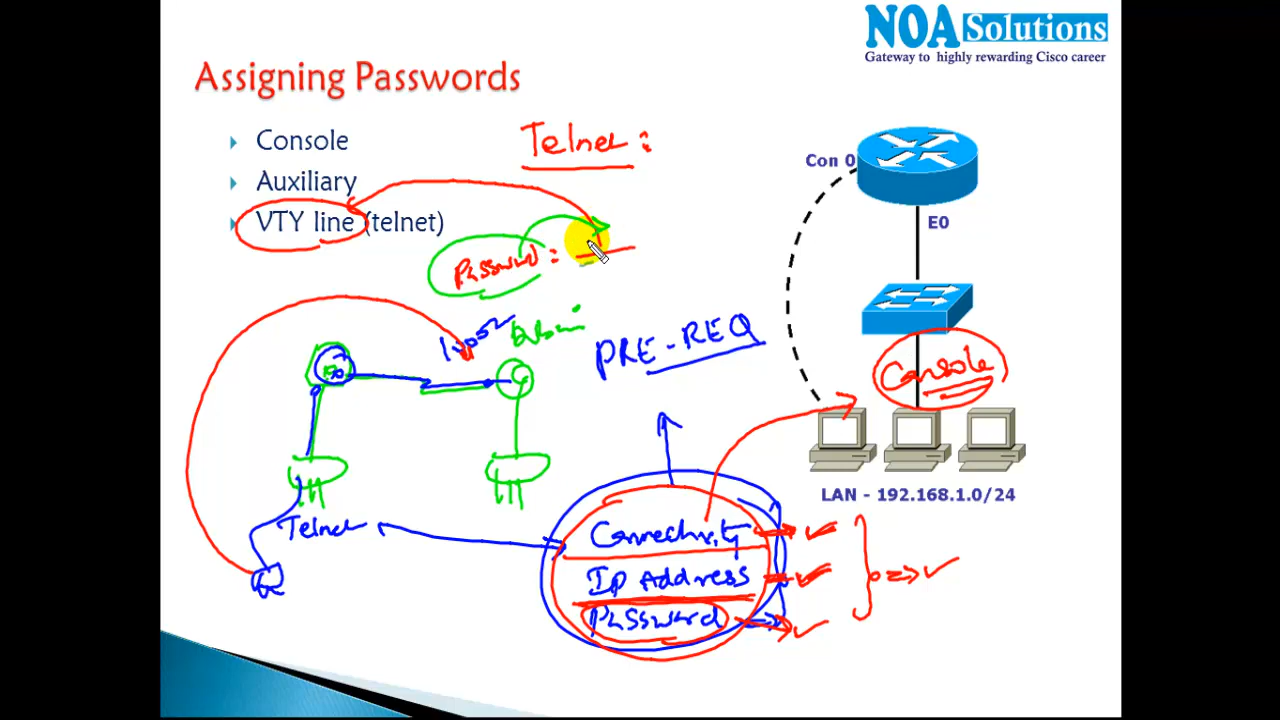 NOA Solutions
Gateway to highly rewarding Cisco career
Assigning Passwords
Console
Auxiliary
VTY line (telnet)
Telnet:
Password:
Con 0
E0
PRE-REQ
Console
LAN - 192.168.1.0/24
Telnet
Connectivity
IP Address
Password